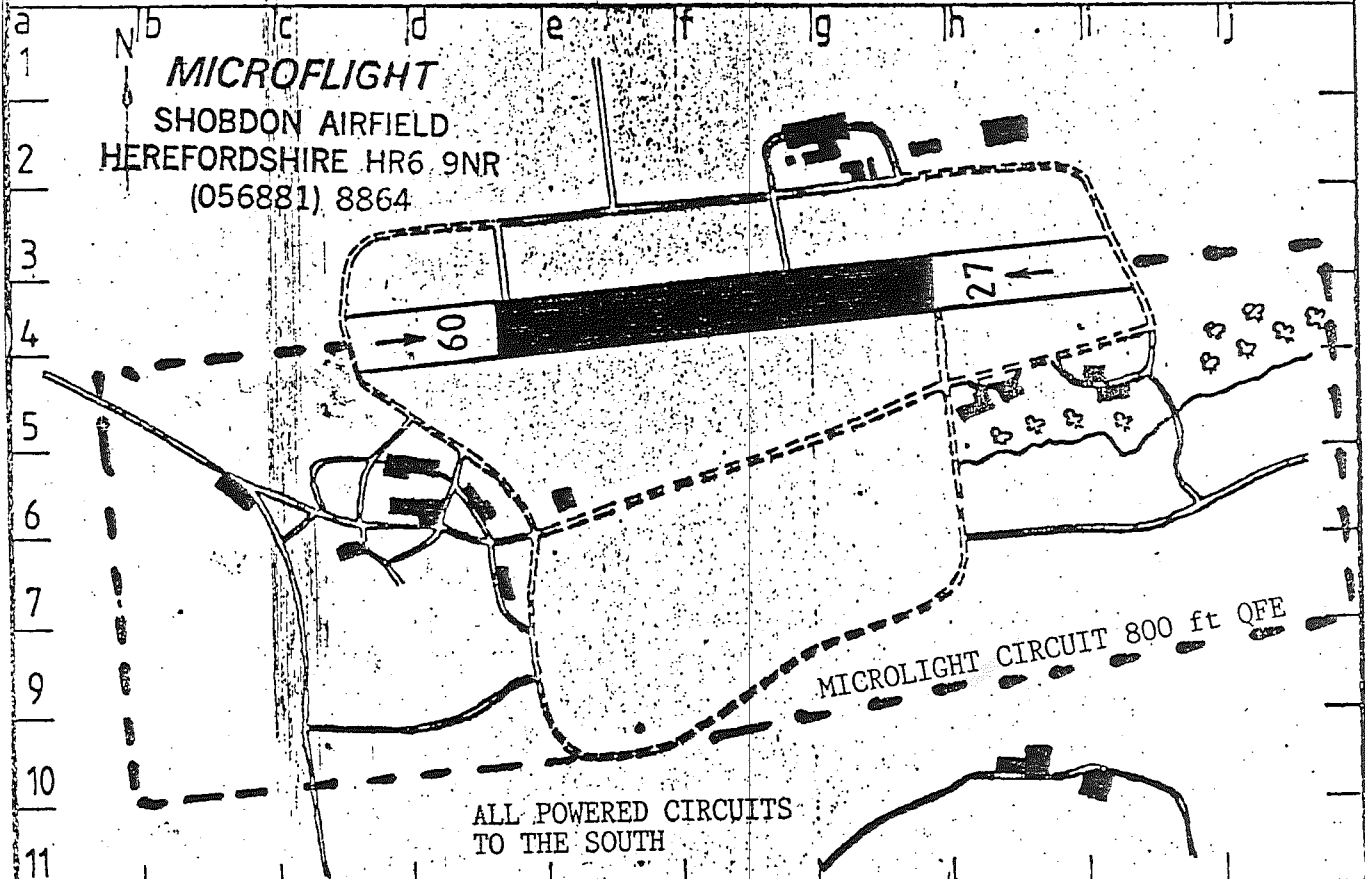 a b c d e f g h i j
N
1
MICROFLIGHT
SHOBDON AIRFIELD
HEREFORDSHIRE HR6 9NR
(056881) 8864
2
3
27
09
4
5
6
7
MICROLIGHT CIRCUIT 800 ft QFE
9
10
ALL POWERED CIRCUITS
TO THE SOUTH
11